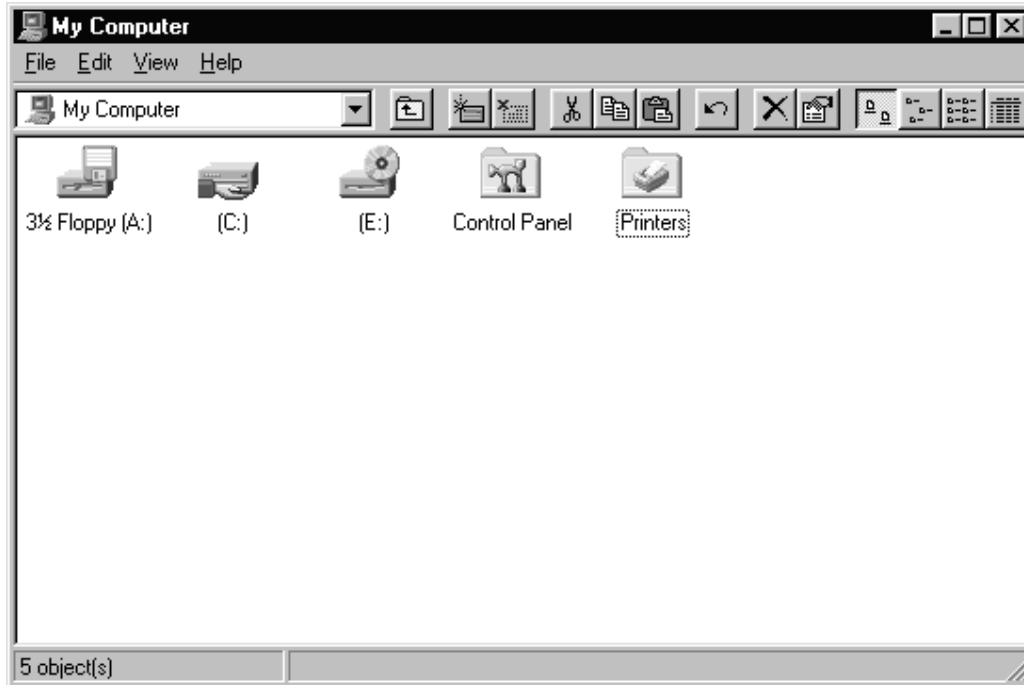 My Computer
File Edit View Help
My Computer
3½ Floppy (A:) (C:) (E:) Control Panel Printers
5 object(s)